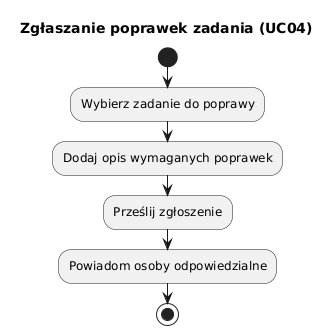 Zgłaszanie poprawek zadania (UC04)
Wybierz zadanie do poprawy
Dodaj opis wymaganych poprawek
Prześlij zgłoszenie
Powiadom osoby odpowiedzialne